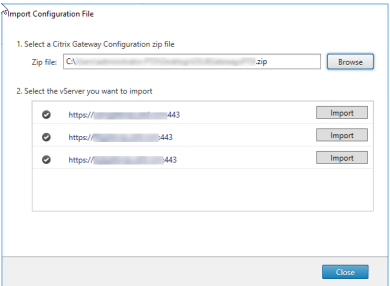 Import Configuration File
1. Select a Citrix Gateway Configuration zip file
Zip file: C:\ .zip Browse
2. Select the vServer you want to import
https:// 443 Import
https:// :443 Import
https:// :443 Import
Close